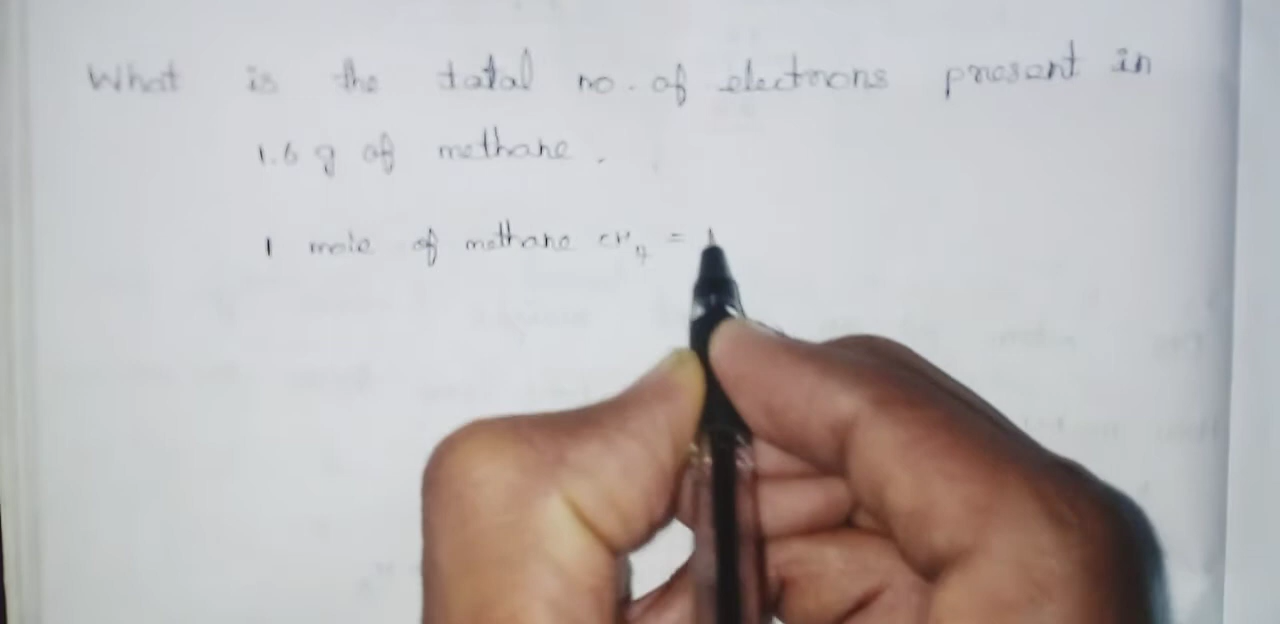 What is the total no. of electrons present in
1.6 g of methane.
1 mole of methane CH4 =